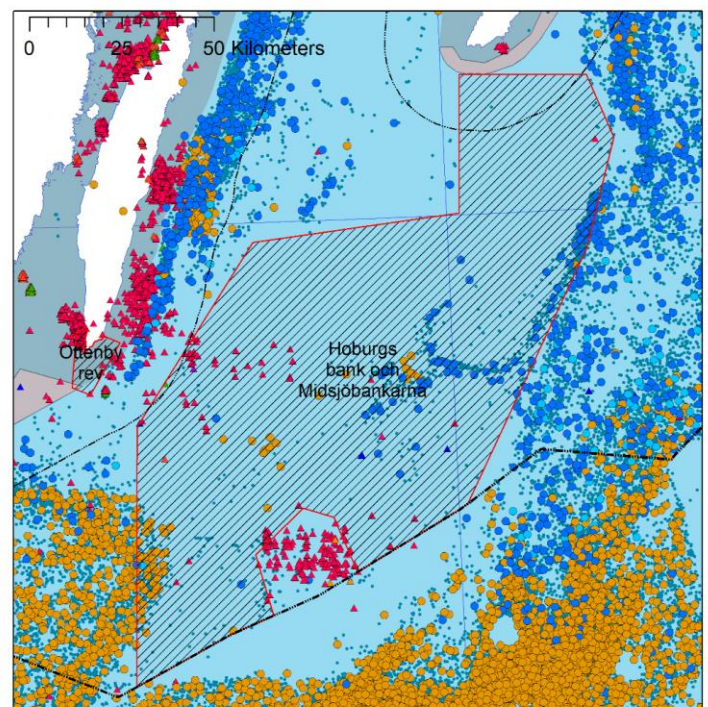 0 25 50 Kilometers
Ottenby
rev
Hoburgs
bank och
Midsjöbankarna